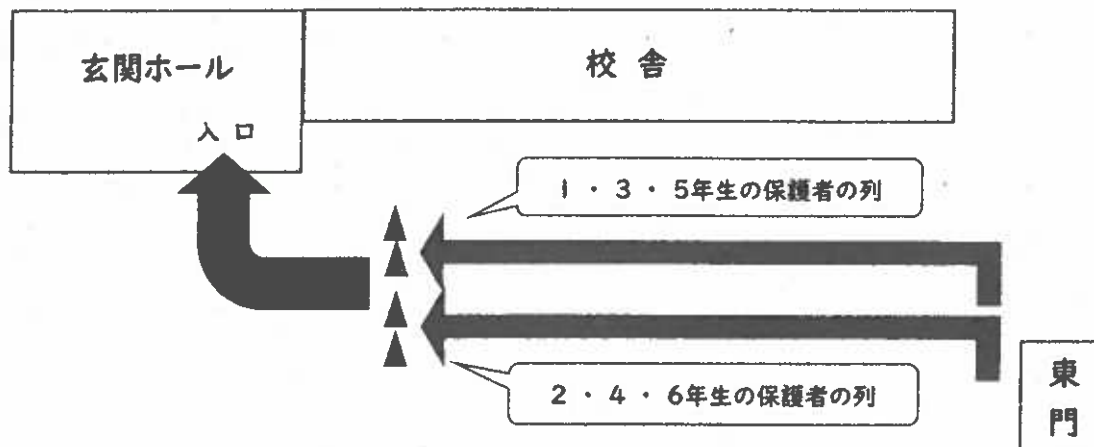 玄関ホール
校舎
入口
1・3・5年生の保護者の列
2・4・6年生の保護者の列
東
門